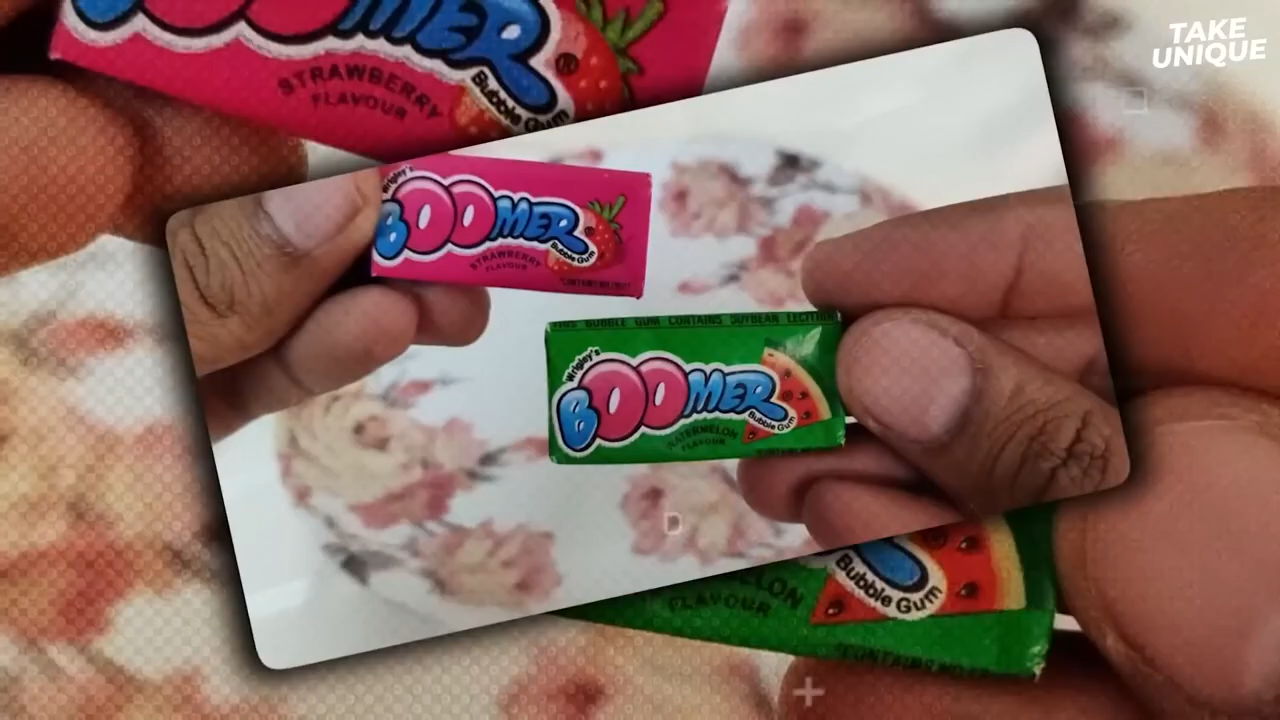 TAKE
UNIQUE
BOOMER®
STRAWBERRY
FLAVOUR
Bubble Gum
Wrigley's
BOOMER
Bubble Gum
STRAWBERRY
FLAVOUR
THIS BUBBLE GUM CONTAINS SOYBEAN LECITHIN
Wrigley's
BOOMER
Bubble Gum
WATERMELON
FLAVOUR
D
Bubble Gum
FLAVOUR